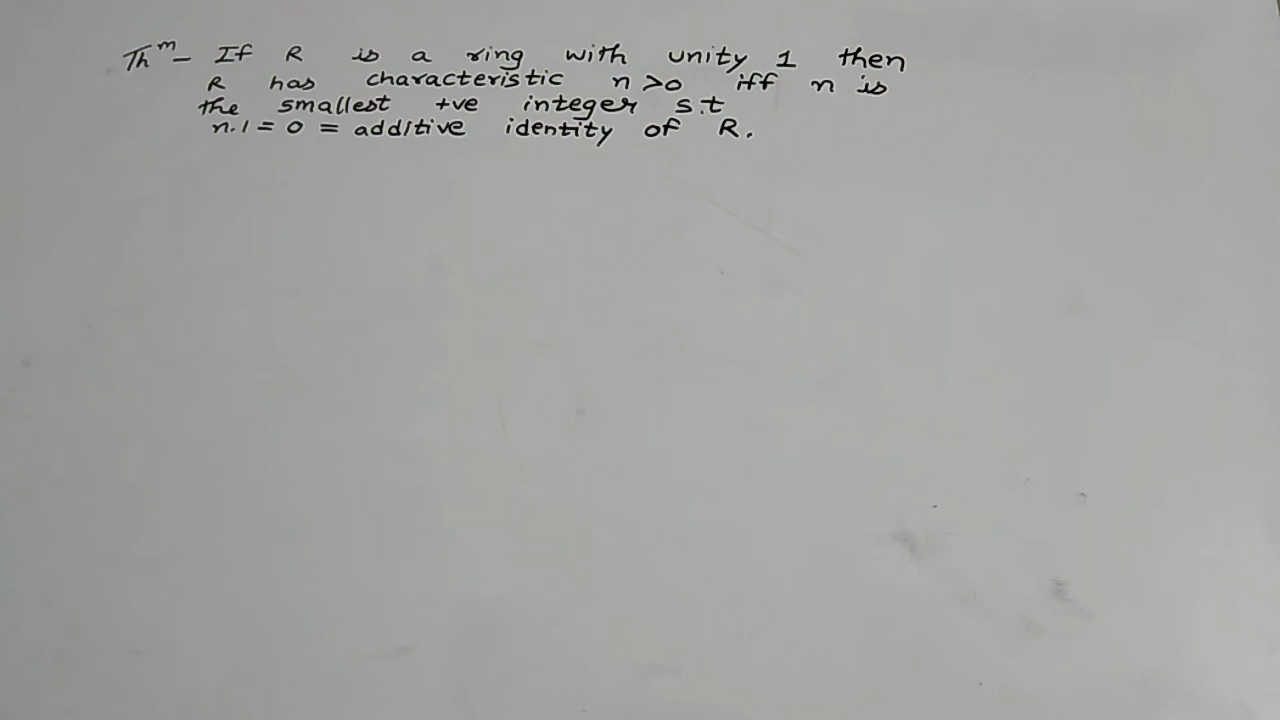 Thᵐ - If R is a ring with unity 1 then
R has characteristic n >0 iff n is
the smallest +ve integer s.t
n.1 = 0 = additive identity of R.